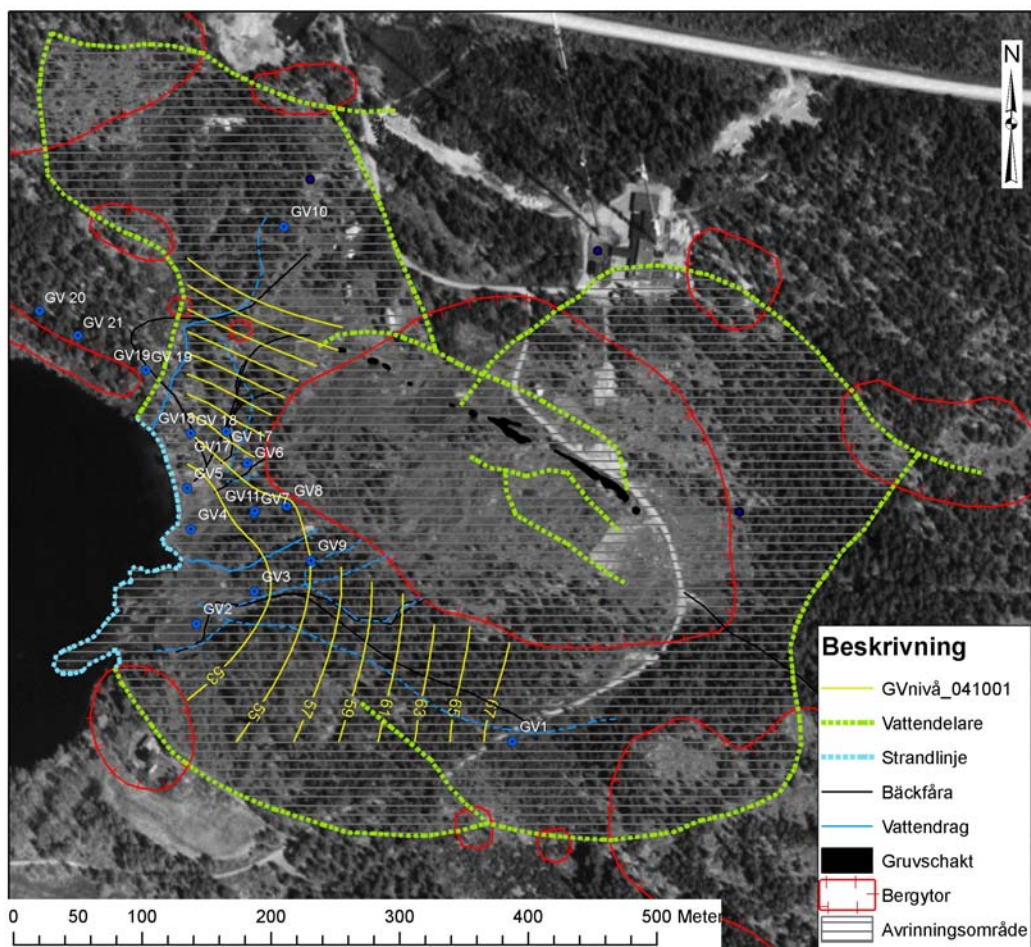 N
GV10
GV 20
GV 21
GV19
GV 19
GV18
GV 18
GV17
GV 17
GV6
GV5
GV11
GV7
GV8
GV4
GV9
GV3
GV2
53
55
57
59
61
63
65
67
GV1
Beskrivning
GVnivå_041001
Vattendelare
Strandlinje
Bäckfåra
Vattendrag
Gruvschakt
Bergytor
Avrinningsområde
0 100 200 300 400 500 Meter